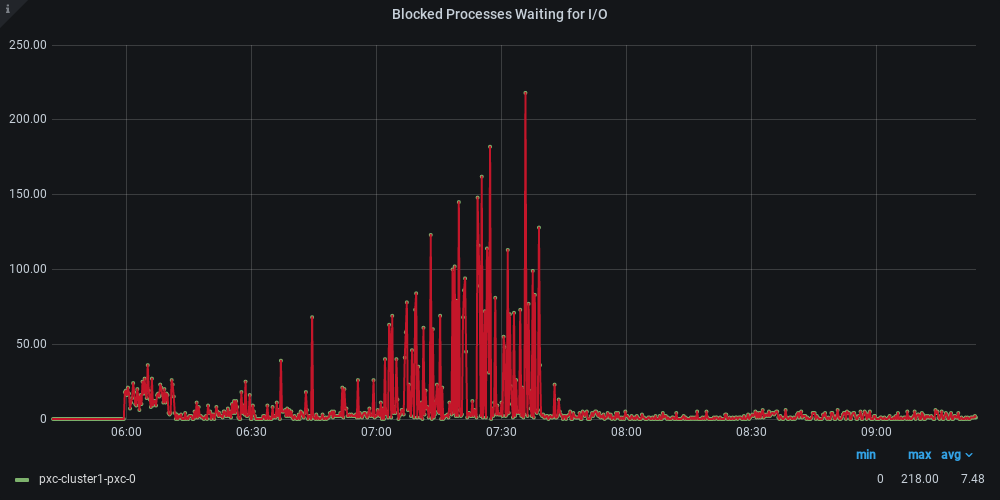 i
Blocked Processes Waiting for I/O
250.00
200.00
150.00
100.00
50.00
0
06:00 06:30 07:00 07:30 08:00 08:30 09:00
min max avg
pxc-cluster1-pxc-0 0 218.00 7.48